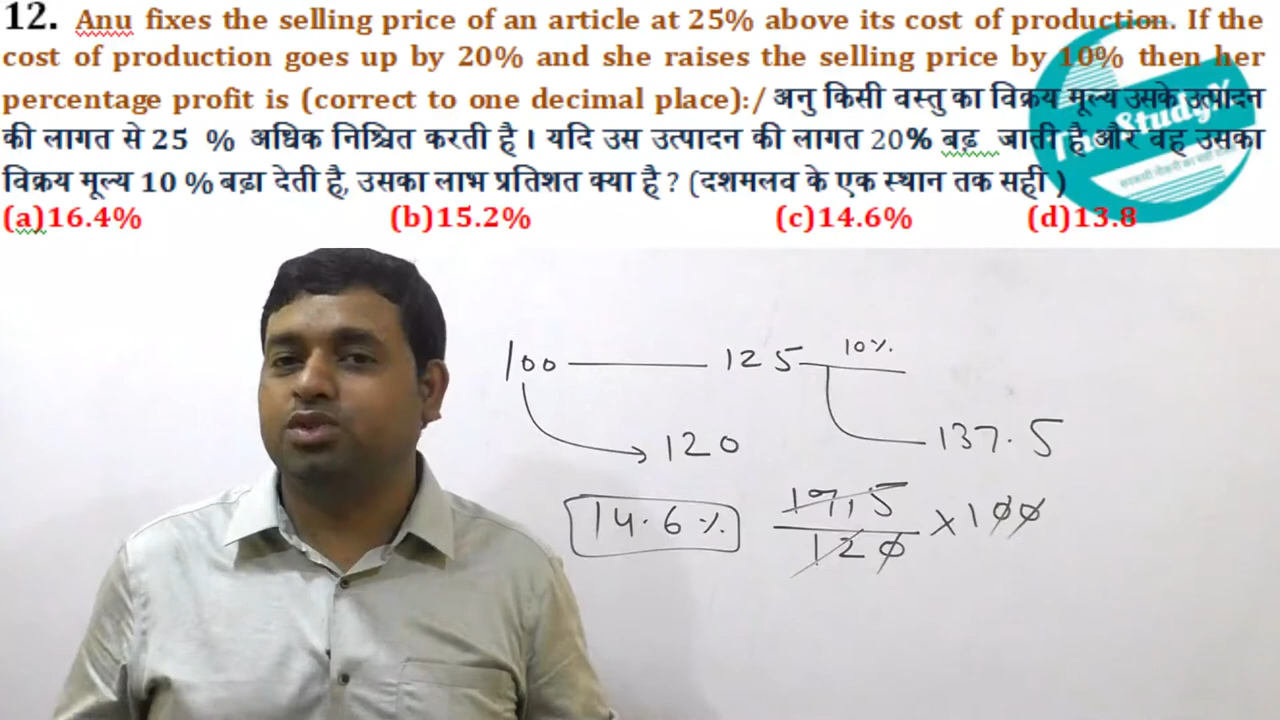 12. Anu fixes the selling price of an article at 25% above its cost of production. If the
cost of production goes up by 20% and she raises the selling price by 10% then her
percentage profit is (correct to one decimal place):/ अनु किसी वस्तु का विक्रय मूल्य उसके उत्पादन
की लागत से 25 % अधिक निश्चित करती है । यदि उस उत्पादन की लागत 20% बढ़ जाती है और वह उसका
विक्रय मूल्य 10 % बढ़ा देती है, उसका लाभ प्रतिशत क्या है ? (दशमलव के एक स्थान तक सही )
(a)16.4% (b)15.2% (c)14.6% (d)13.8
The Study
100 125 10%
120 137.5
14.6% 17.5
120 ×100